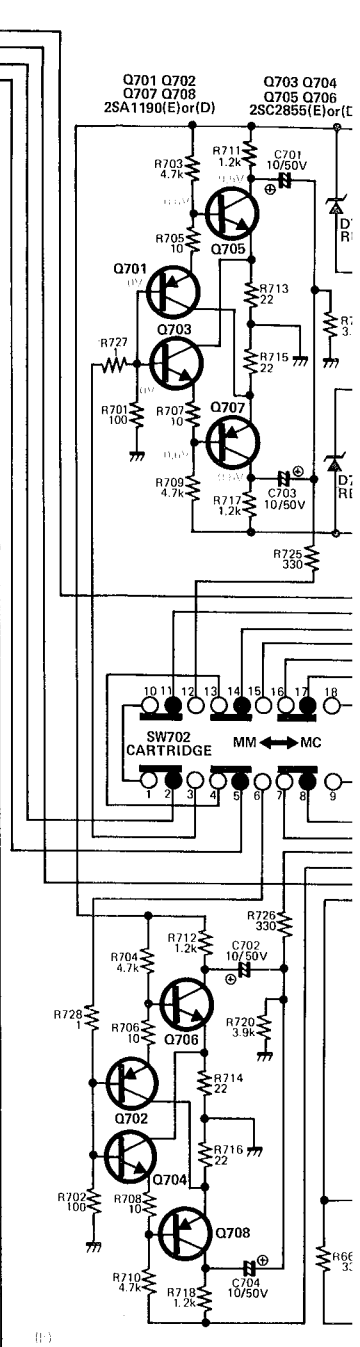 Q701 Q702
Q707 Q708
2SA1190(E)or(D)
Q703 Q704
Q705 Q706
2SC2855(E)or(D
R703
4.7k
R711
1.2k
C701
10/50V
R705
10
Q705
Q701
0V
R713
22
Q703
R727
1
R715
22
R701
100
R707
10
Q707
0V
0.6V
R709
4.7k
R717
1.2k
C703
10/50V
R725
330
10 11 12 13 14 15 16 17 18
SW702
CARTRIDGE
MM MC
1 2 3 4 5 6 7 8 9
R726
330
R712
1.2k
C702
10/50V
R704
4.7k
R728
1
R706
10
Q706
R720
3.9k
R714
22
Q702
R716
22
Q704
R702
100
R708
10
Q708
R710
4.7k
R718
1.2k
C704
10/50V
R66